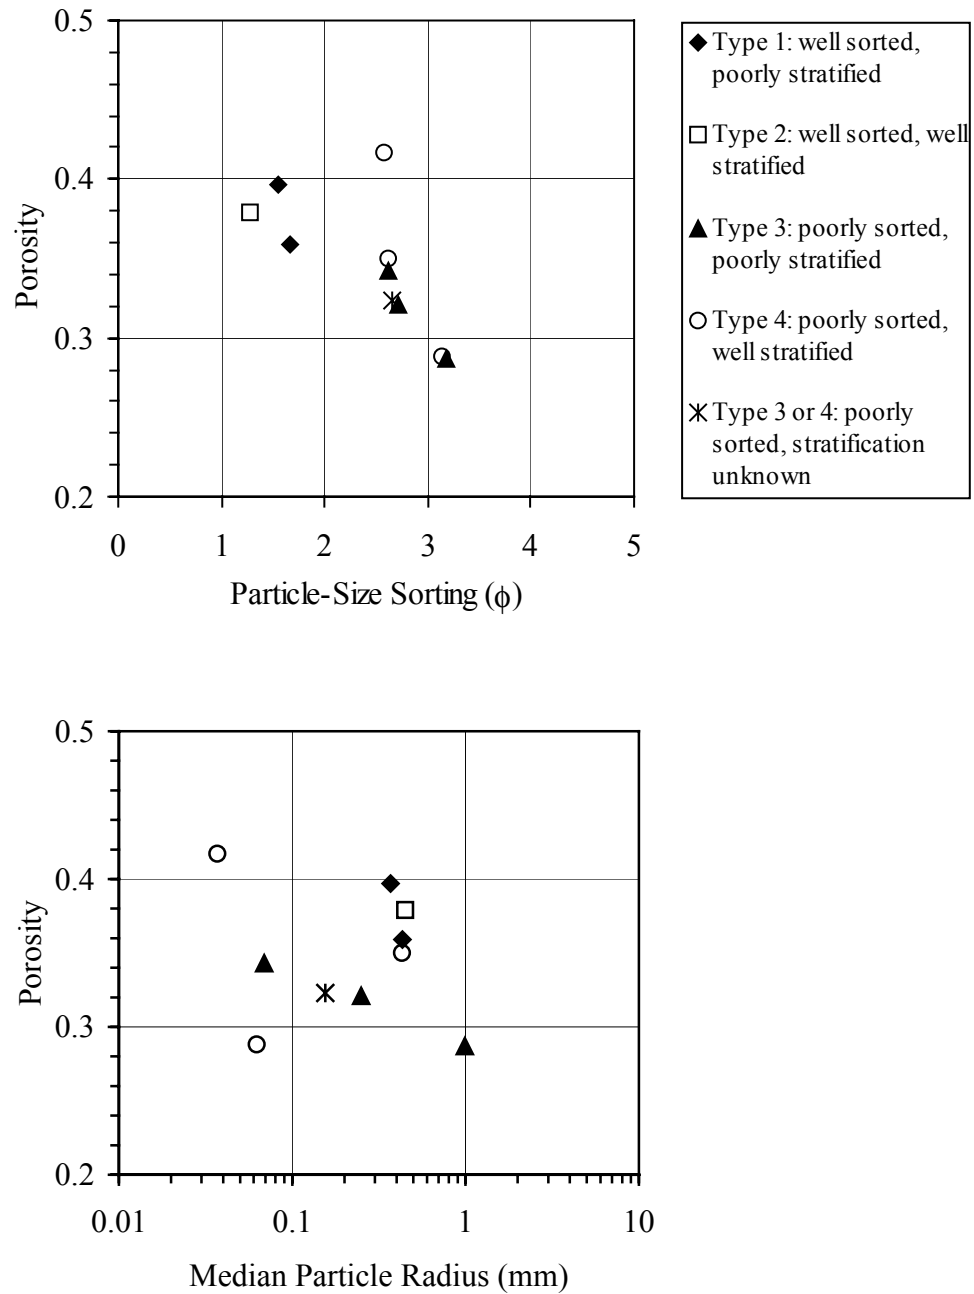 0.5
0.4
0.3
0.2
Porosity
0
1
2
3
4
5
Particle-Size Sorting (ϕ)
Type 1: well sorted,
poorly stratified
Type 2: well sorted, well
stratified
Type 3: poorly sorted,
poorly stratified
Type 4: poorly sorted,
well stratified
Type 3 or 4: poorly
sorted, stratification
unknown
0.5
0.4
0.3
0.2
Porosity
0.01
0.1
1
10
Median Particle Radius (mm)